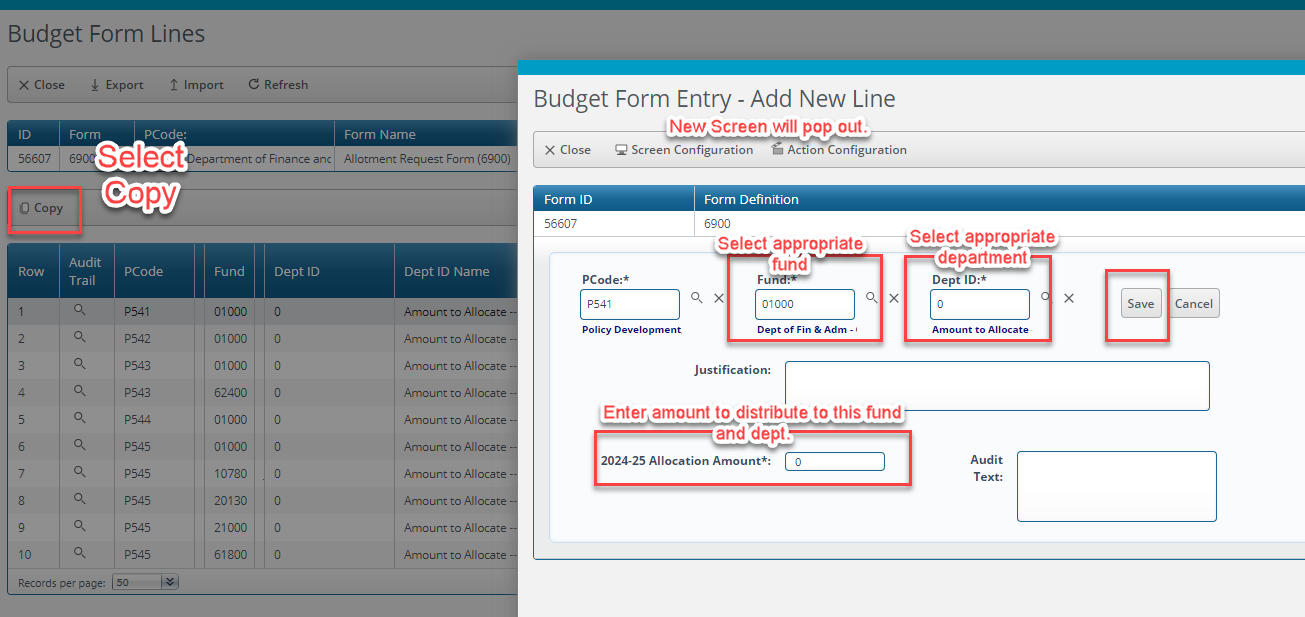 Budget Form Lines
Close Export Import Refresh
ID Form PCode: Form Name
56607 6900 Department of Finance and Allotment Request Form (6900)
Select
Copy
Copy
Row Audit Trail PCode Fund Dept ID Dept ID Name
1 P541 01000 0 Amount to Allocate --
2 P542 01000 0 Amount to Allocate --
3 P543 01000 0 Amount to Allocate --
4 P543 62400 0 Amount to Allocate --
5 P544 01000 0 Amount to Allocate --
6 P545 01000 0 Amount to Allocate --
7 P545 10780 0 Amount to Allocate --
8 P545 20130 0 Amount to Allocate --
9 P545 21000 0 Amount to Allocate --
10 P545 61800 0 Amount to Allocate --
Records per page: 50
Budget Form Entry - Add New Line
New Screen will pop out.
Close Screen Configuration Action Configuration
Form ID Form Definition
56607 6900
Select appropriate
fund
Select appropriate
department
PCode:* Fund:* Dept ID:*
P541 01000 0 Save Cancel
Policy Development Dept of Fin & Adm - Amount to Allocate
Justification:
Enter amount to distribute to this fund
and dept.
2024-25 Allocation Amount*: 0
Audit
Text: